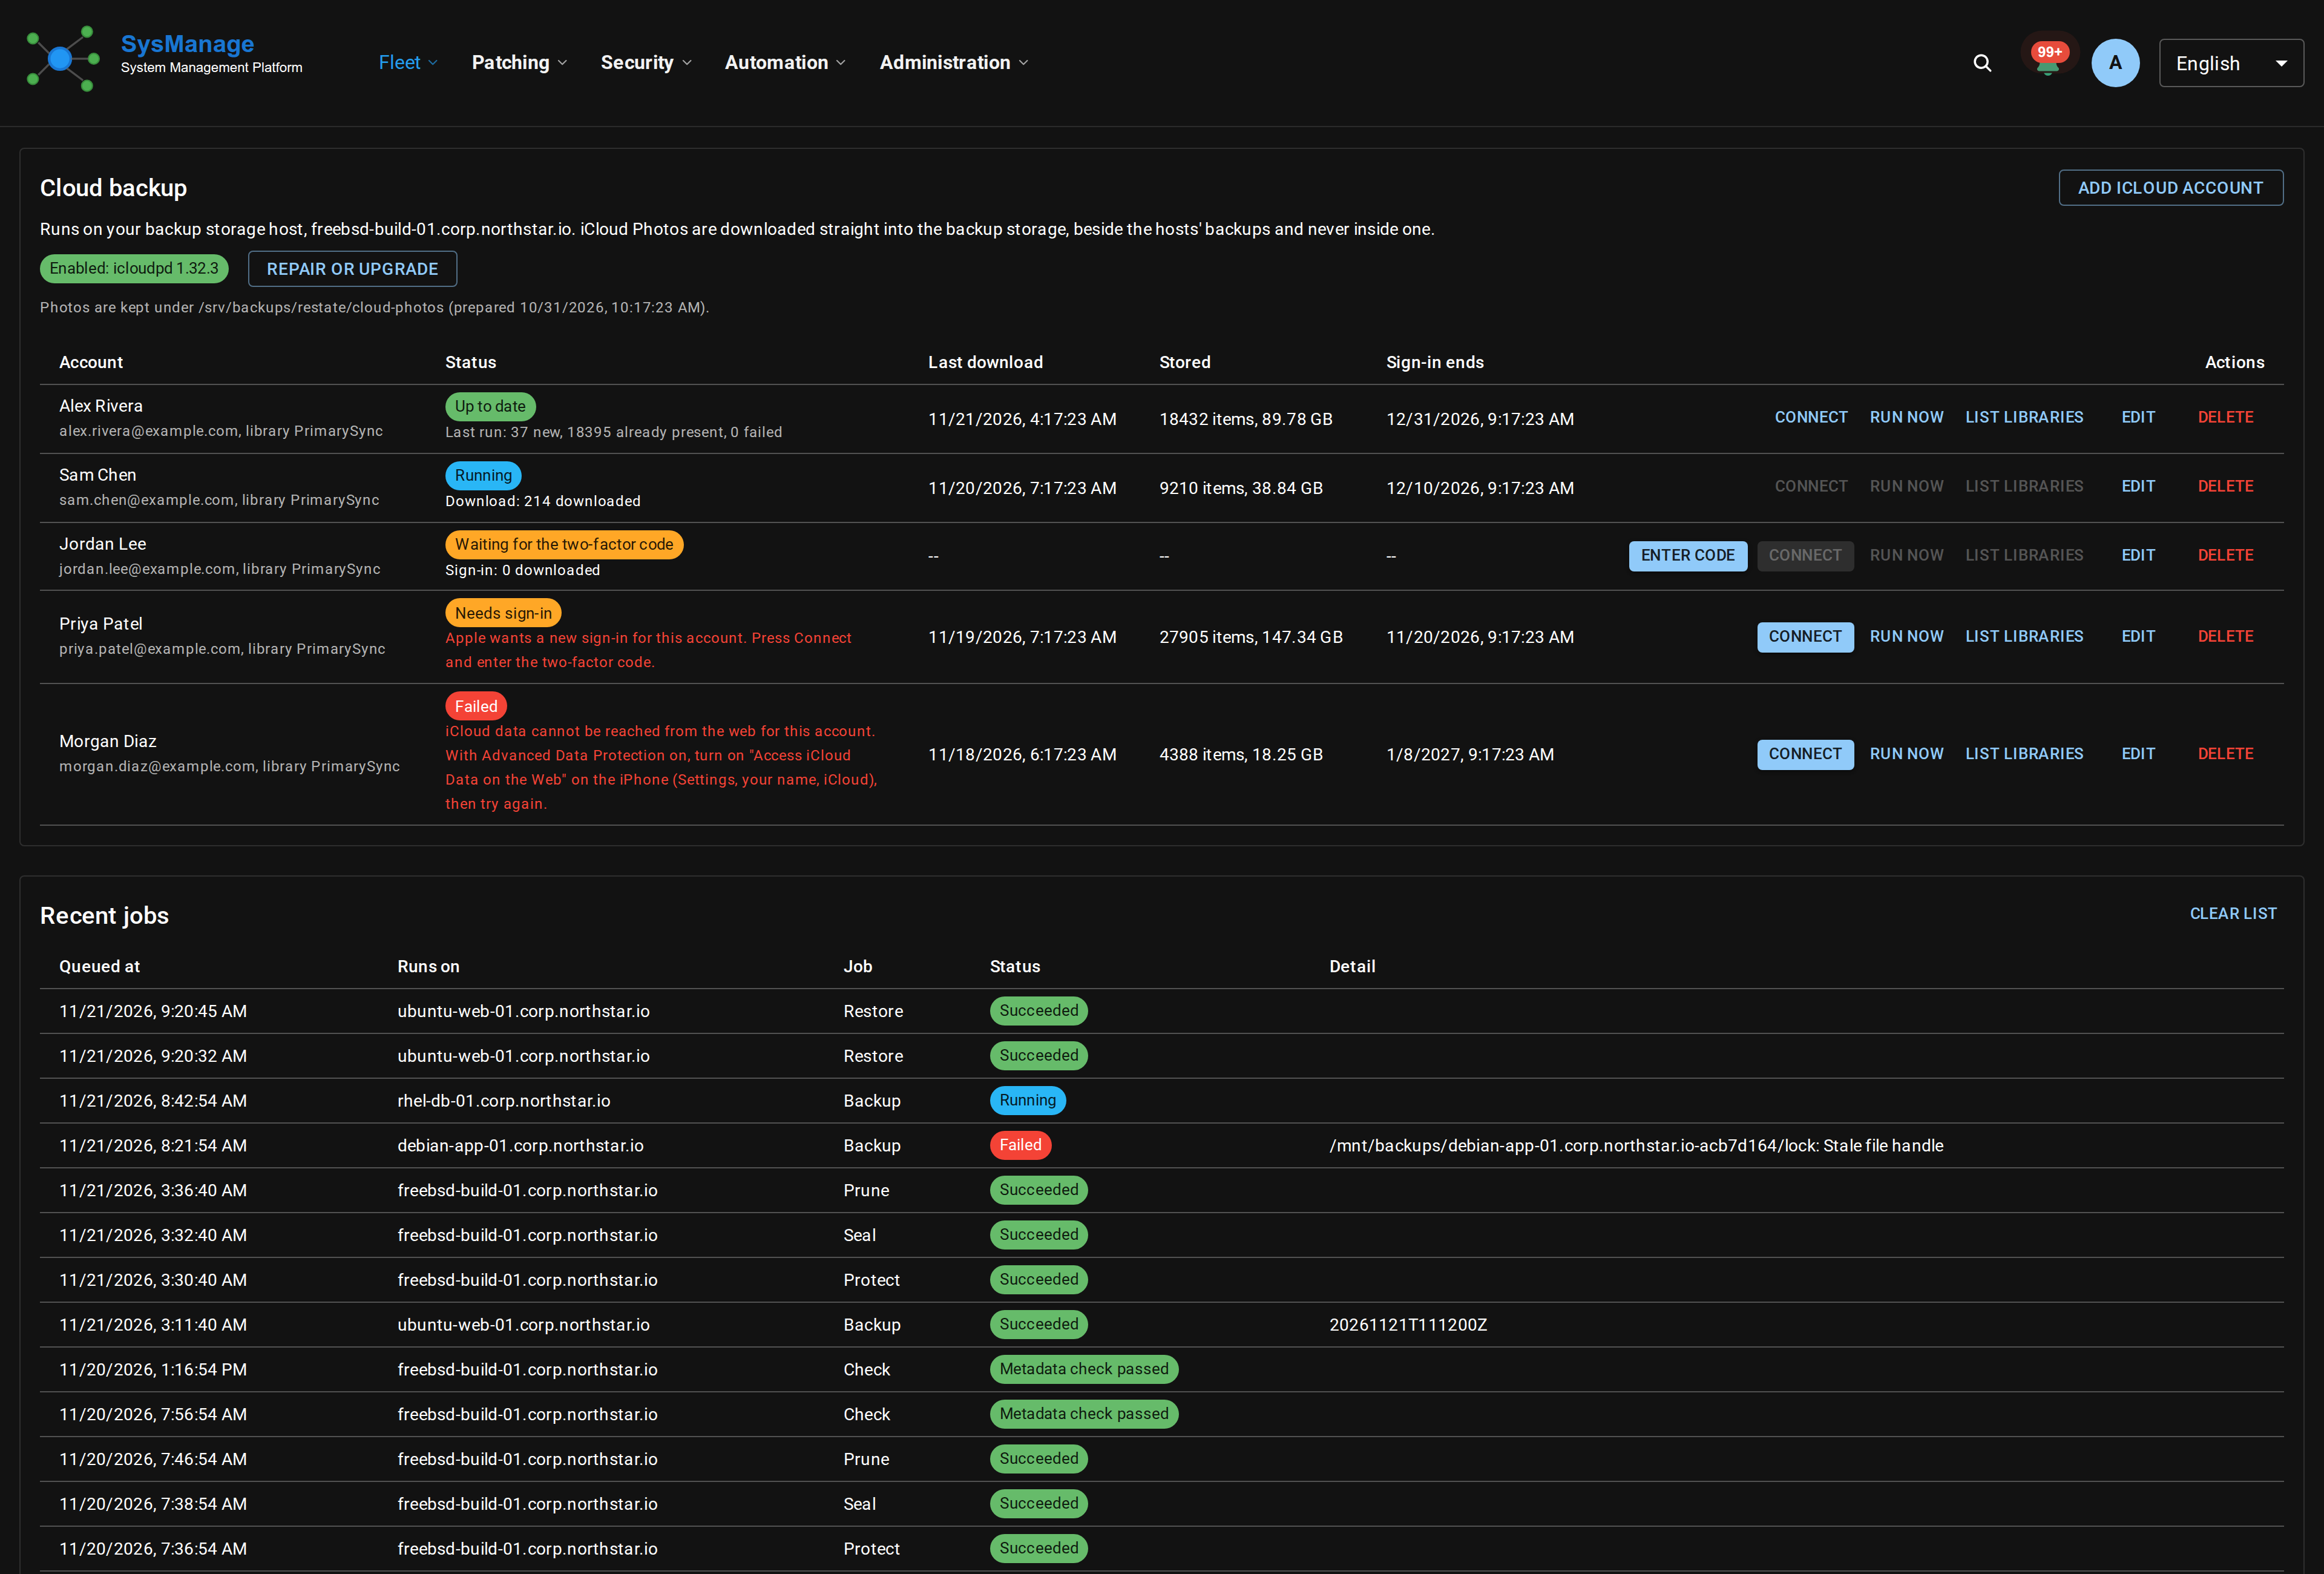 SysManage
System Management Platform
Fleet
Patching
Security
Automation
Administration
99+
A
English
Cloud backup
ADD ICLOUD ACCOUNT
Runs on your backup storage host, freebsd-build-01.corp.northstar.io. iCloud Photos are downloaded straight into the backup storage, beside the hosts' backups and never inside one.
Enabled: icloudpd 1.32.3
REPAIR OR UPGRADE
Photos are kept under /srv/backups/restate/cloud-photos (prepared 10/31/2026, 10:17:23 AM).
Account Status Last download Stored Sign-in ends Actions
Alex Rivera
alex.rivera@example.com, library PrimarySync
Up to date
Last run: 37 new, 18395 already present, 0 failed
11/21/2026, 4:17:23 AM 18432 items, 89.78 GB 12/31/2026, 9:17:23 AM CONNECT RUN NOW LIST LIBRARIES EDIT DELETE
Sam Chen
sam.chen@example.com, library PrimarySync
Running
Download: 214 downloaded
11/20/2026, 7:17:23 AM 9210 items, 38.84 GB 12/10/2026, 9:17:23 AM CONNECT RUN NOW LIST LIBRARIES EDIT DELETE
Jordan Lee
jordan.lee@example.com, library PrimarySync
Waiting for the two-factor code
Sign-in: 0 downloaded
-- -- -- ENTER CODE CONNECT RUN NOW LIST LIBRARIES EDIT DELETE
Priya Patel
priya.patel@example.com, library PrimarySync
Needs sign-in
Apple wants a new sign-in for this account. Press Connect
and enter the two-factor code.
11/19/2026, 7:17:23 AM 27905 items, 147.34 GB 11/20/2026, 9:17:23 AM CONNECT RUN NOW LIST LIBRARIES EDIT DELETE
Morgan Diaz
morgan.diaz@example.com, library PrimarySync
Failed
iCloud data cannot be reached from the web for this account.
With Advanced Data Protection on, turn on "Access iCloud
Data on the Web" on the iPhone (Settings, your name, iCloud),
then try again.
11/18/2026, 6:17:23 AM 4388 items, 18.25 GB 1/8/2027, 9:17:23 AM CONNECT RUN NOW LIST LIBRARIES EDIT DELETE
Recent jobs
CLEAR LIST
Queued at Runs on Job Status Detail
11/21/2026, 9:20:45 AM ubuntu-web-01.corp.northstar.io Restore Succeeded
11/21/2026, 9:20:32 AM ubuntu-web-01.corp.northstar.io Restore Succeeded
11/21/2026, 8:42:54 AM rhel-db-01.corp.northstar.io Backup Running
11/21/2026, 8:21:54 AM debian-app-01.corp.northstar.io Backup Failed /mnt/backups/debian-app-01.corp.northstar.io-acb7d164/lock: Stale file handle
11/21/2026, 3:36:40 AM freebsd-build-01.corp.northstar.io Prune Succeeded
11/21/2026, 3:32:40 AM freebsd-build-01.corp.northstar.io Seal Succeeded
11/21/2026, 3:30:40 AM freebsd-build-01.corp.northstar.io Protect Succeeded
11/21/2026, 3:11:40 AM ubuntu-web-01.corp.northstar.io Backup Succeeded 20261121T111200Z
11/20/2026, 1:16:54 PM freebsd-build-01.corp.northstar.io Check Metadata check passed
11/20/2026, 7:56:54 AM freebsd-build-01.corp.northstar.io Check Metadata check passed
11/20/2026, 7:46:54 AM freebsd-build-01.corp.northstar.io Prune Succeeded
11/20/2026, 7:38:54 AM freebsd-build-01.corp.northstar.io Seal Succeeded
11/20/2026, 7:36:54 AM freebsd-build-01.corp.northstar.io Protect Succeeded